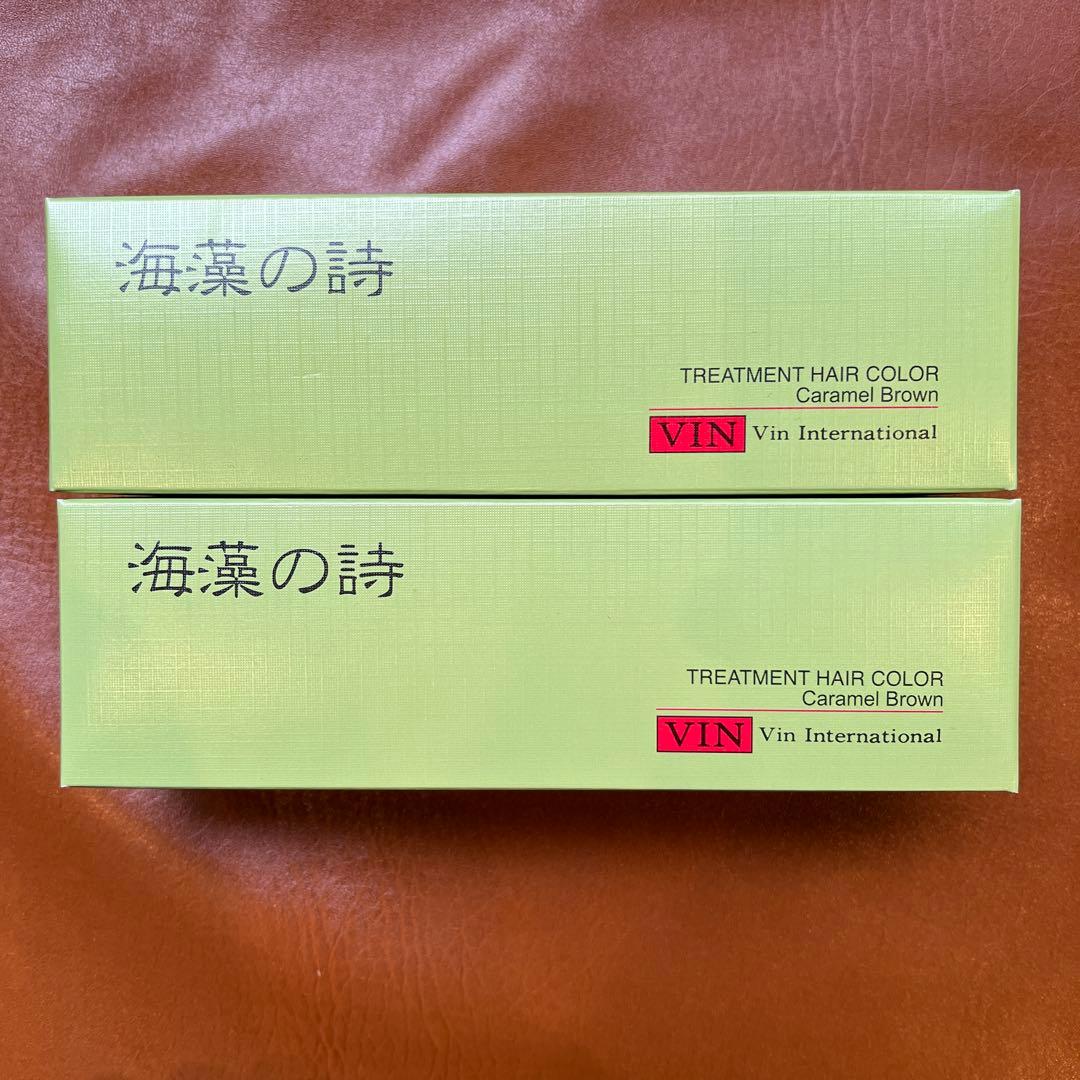 海藻の詩
TREATMENT HAIR COLOR
Caramel Brown
VIN Vin International
海藻の詩
TREATMENT HAIR COLOR
Caramel Brown
VIN Vin International